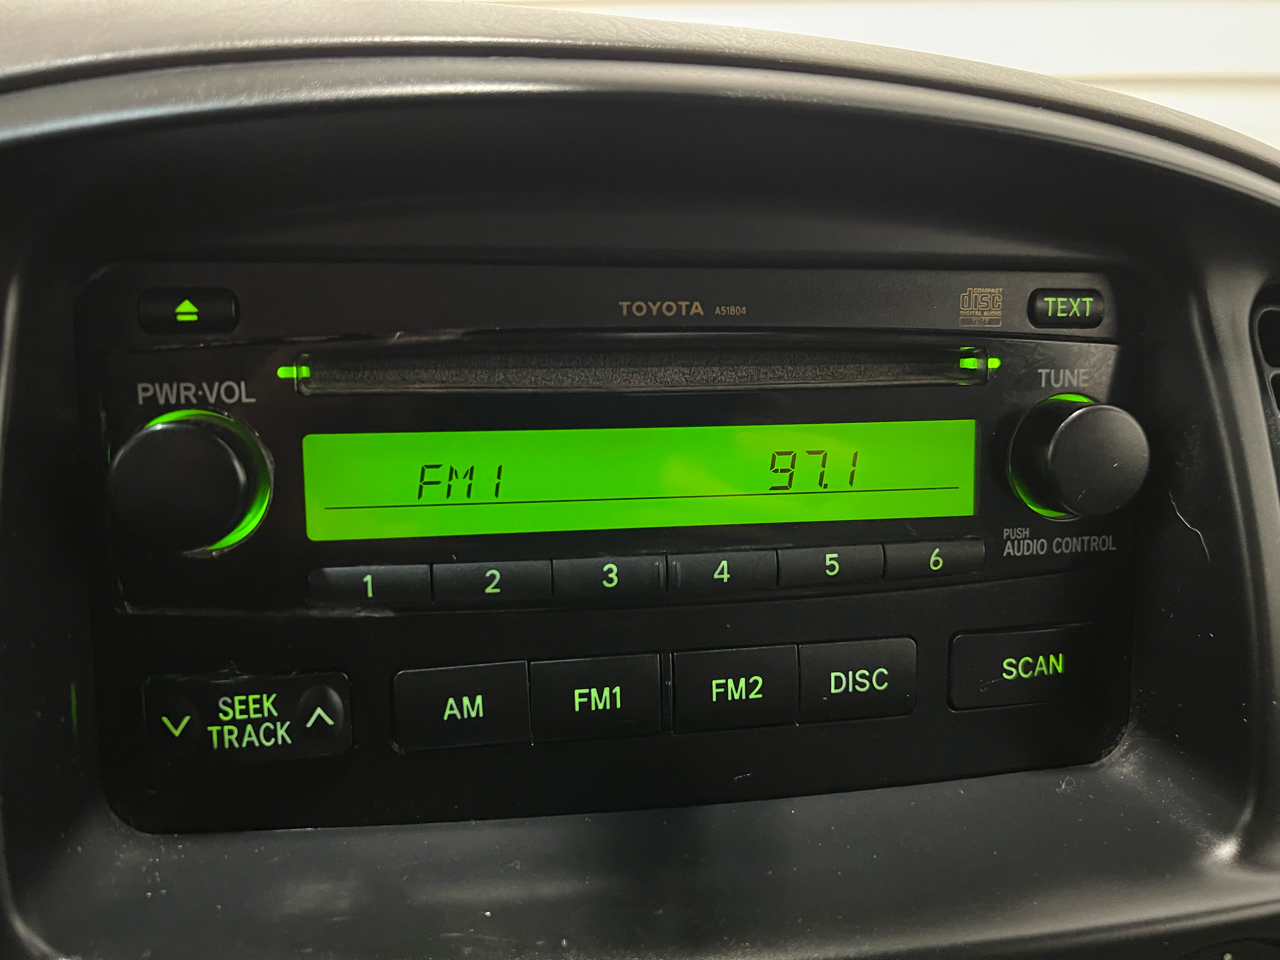 TOYOTA A51804
COMPACT
disc
DIGITAL AUDIO
TEXT
PWR·VOL
TUNE
FM1 97.1
PUSH
AUDIO CONTROL
1 2 3 4 5 6
SEEK
TRACK
AM FM1 FM2 DISC SCAN